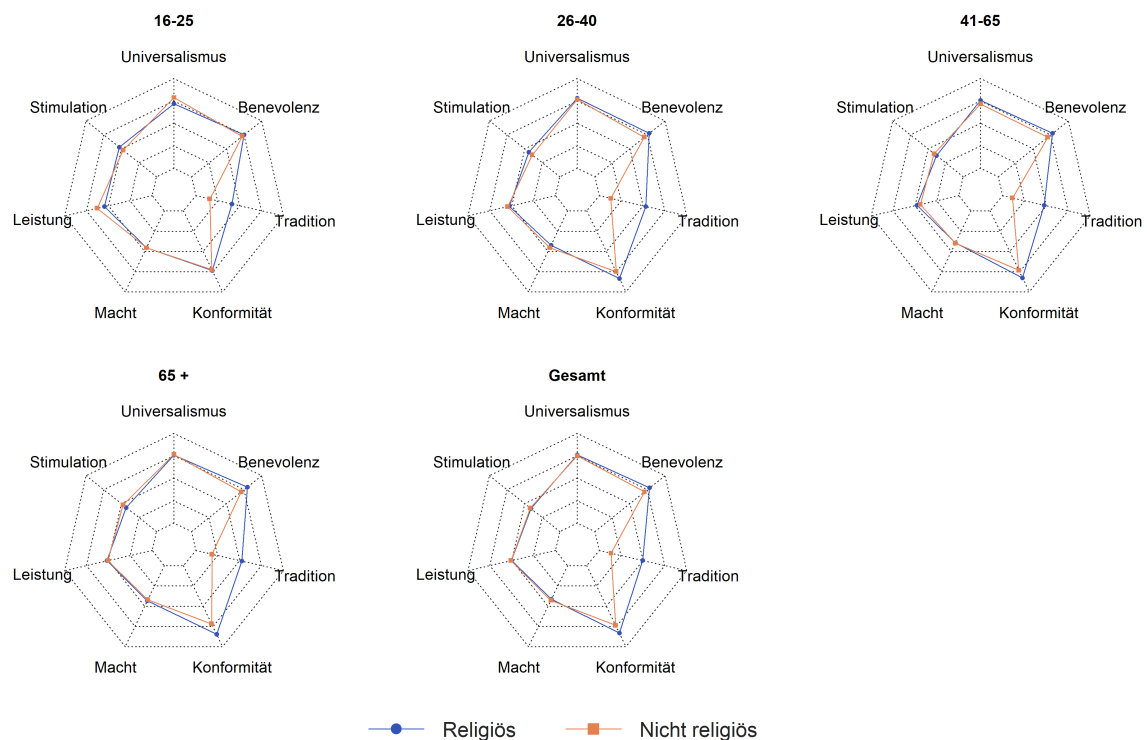 16-25
Universalismus
Stimulation
Benevolenz
Leistung
Tradition
Macht
Konformität
26-40
Universalismus
Stimulation
Benevolenz
Leistung
Tradition
Macht
Konformität
41-65
Universalismus
Stimulation
Benevolenz
Leistung
Tradition
Macht
Konformität
65 +
Universalismus
Stimulation
Benevolenz
Leistung
Tradition
Macht
Konformität
Gesamt
Universalismus
Stimulation
Benevolenz
Leistung
Tradition
Macht
Konformität
Religiös
Nicht religiös